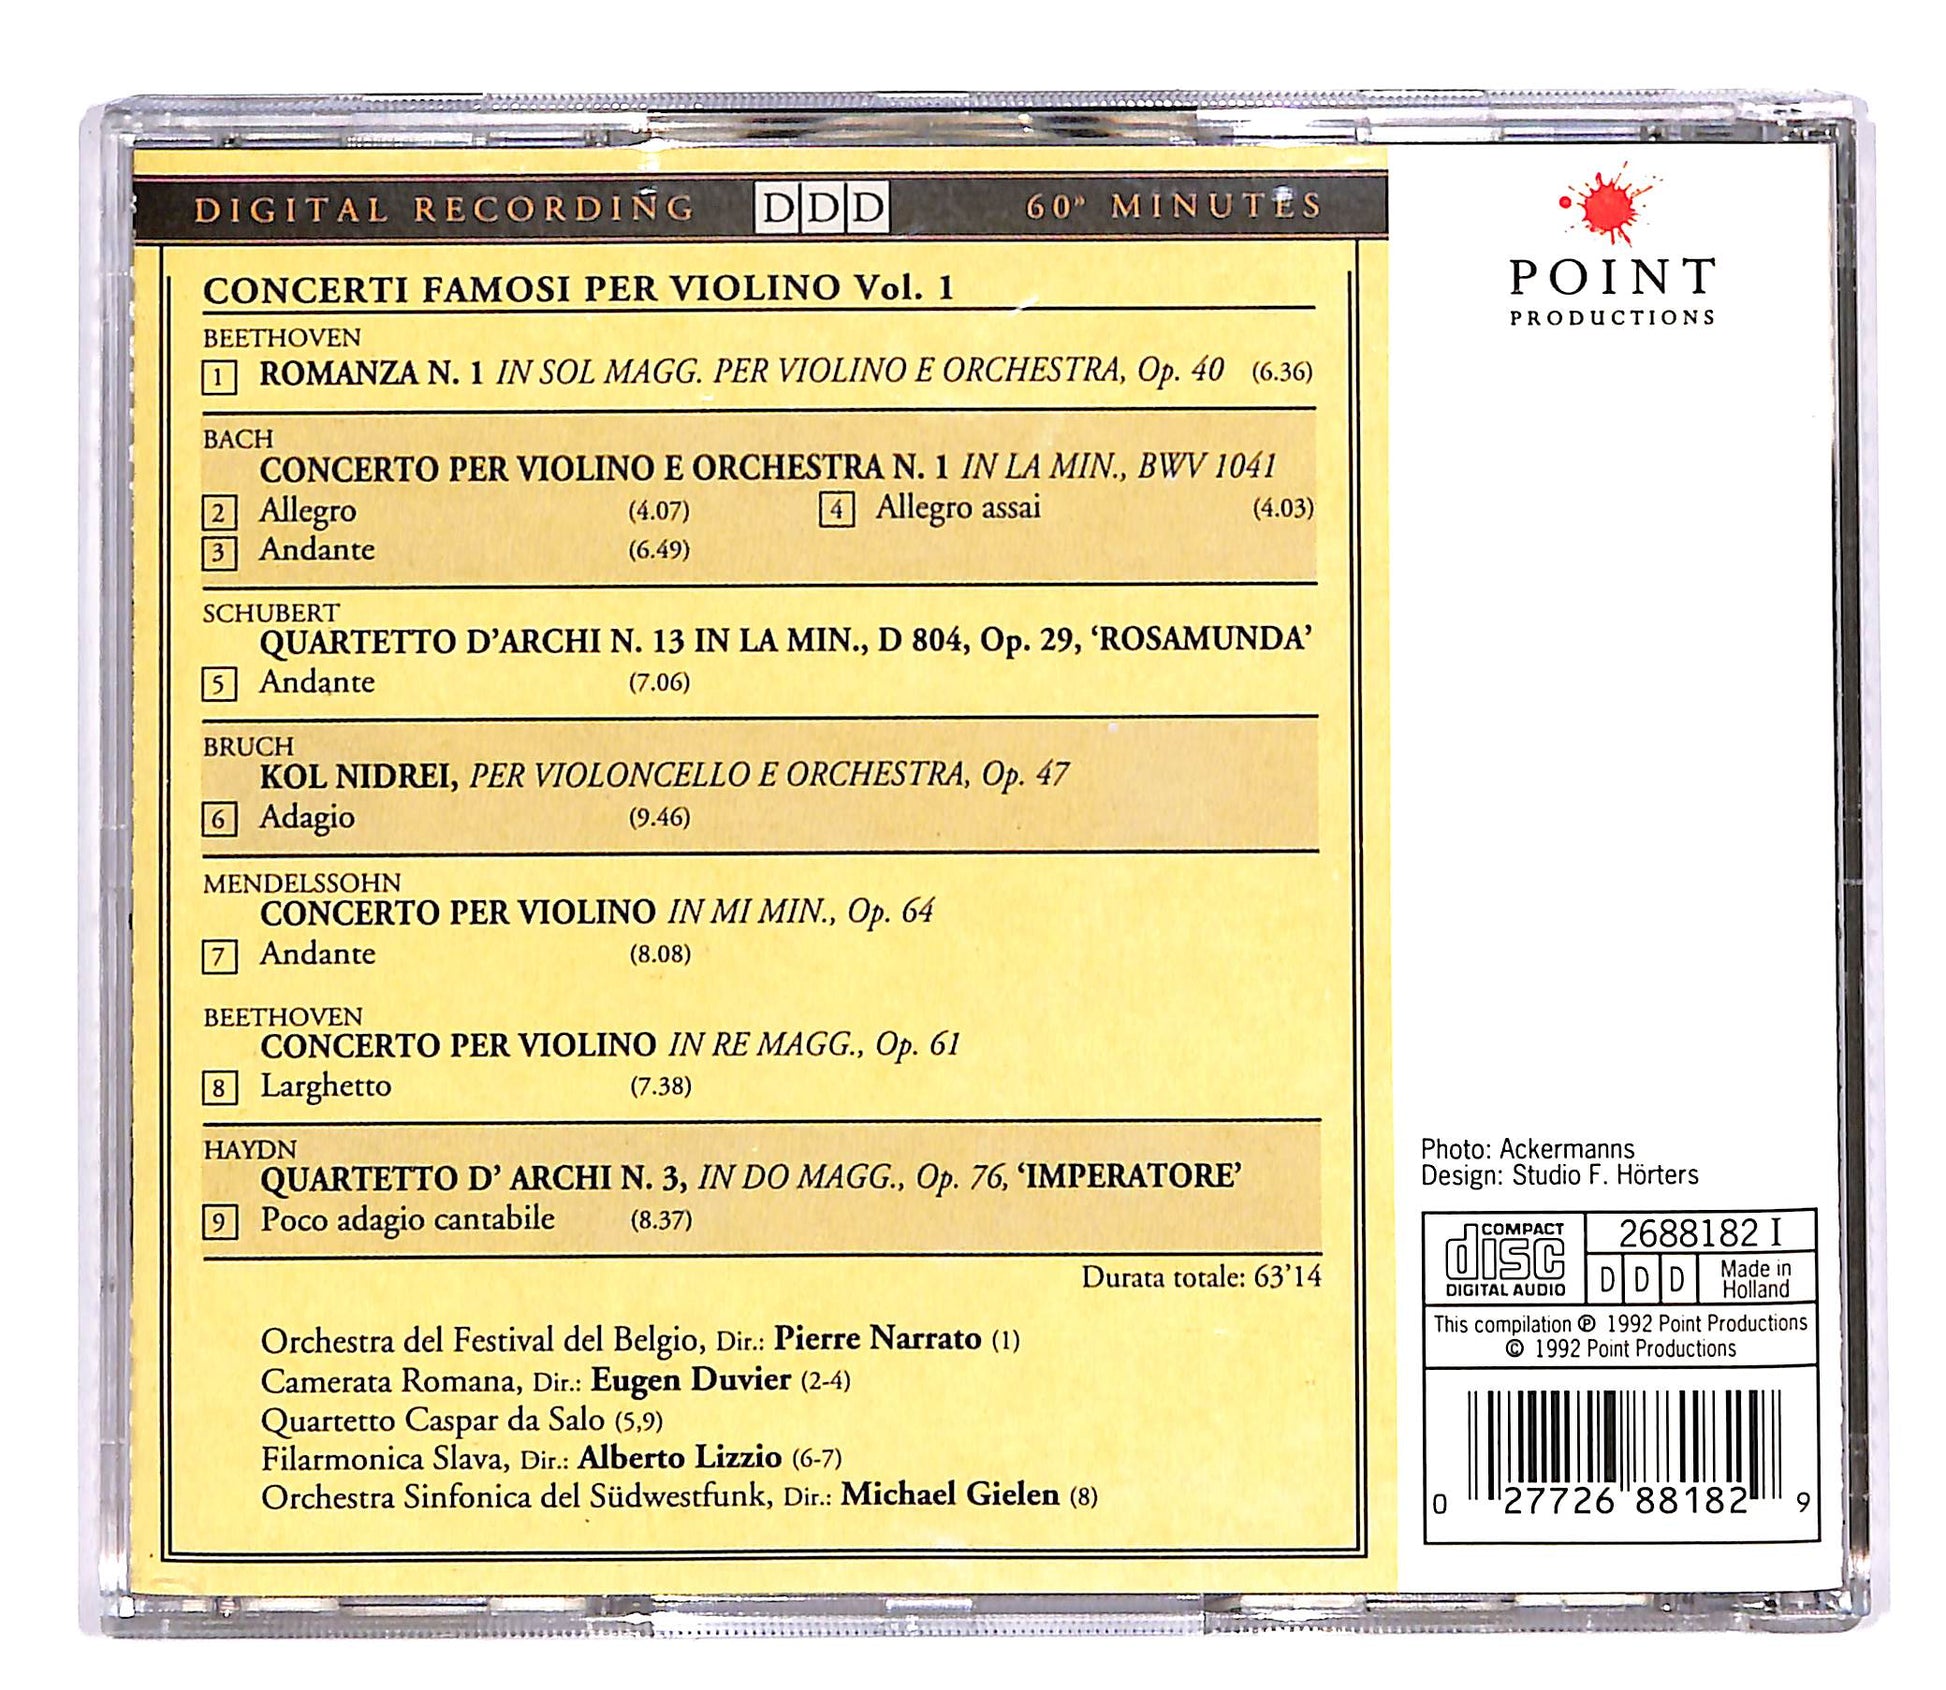 DIGITAL RECORDING DDD 60" MINUTES
CONCERTI FAMOSI PER VIOLINO Vol. 1
BEETHOVEN
1 ROMANZA N. 1 IN SOL MAGG. PER VIOLINO E ORCHESTRA, Op. 40 (6.36)
BACH
CONCERTO PER VIOLINO E ORCHESTRA N. 1 IN LA MIN., BWV 1041
2 Allegro (4.07) 4 Allegro assai (4.03)
3 Andante (6.49)
SCHUBERT
QUARTETTO D'ARCHI N. 13 IN LA MIN., D 804, Op. 29, 'ROSAMUNDA'
5 Andante (7.06)
BRUCH
KOL NIDREI, PER VIOLONCELLO E ORCHESTRA, Op. 47
6 Adagio (9.46)
MENDELSSOHN
CONCERTO PER VIOLINO IN MI MIN., Op. 64
7 Andante (8.08)
BEETHOVEN
CONCERTO PER VIOLINO IN RE MAGG., Op. 61
8 Larghetto (7.38)
HAYDN
QUARTETTO D' ARCHI N. 3, IN DO MAGG., Op. 76, 'IMPERATORE'
9 Poco adagio cantabile (8.37)
Durata totale: 63'14
Orchestra del Festival del Belgio, Dir.: Pierre Narrato (1)
Camerata Romana, Dir.: Eugen Duvier (2-4)
Quartetto Caspar da Salo (5,9)
Filarmonica Slava, Dir.: Alberto Lizzio (6-7)
Orchestra Sinfonica del Südwestfunk, Dir.: Michael Gielen (8)
POINT
PRODUCTIONS
Photo: Ackermanns
Design: Studio F. Hörters
COMPACT
disc
DIGITAL AUDIO
2688182 I
D D D
Made in
Holland
This compilation ℗ 1992 Point Productions
© 1992 Point Productions
0 27726 88182 9